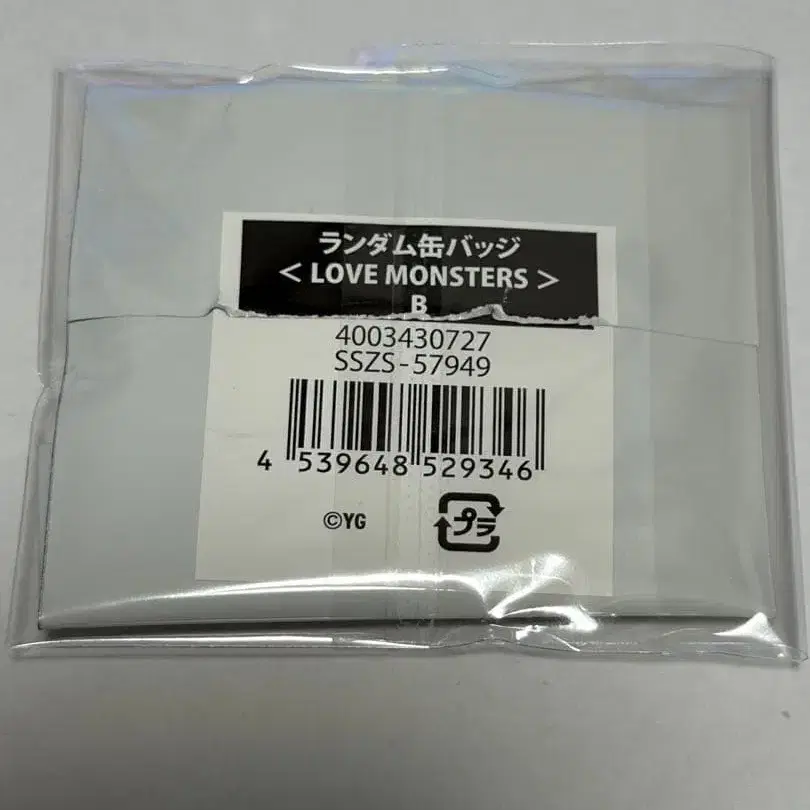 ランダム缶バッジ
< LOVE MONSTERS >
B
4003430727
SSZS-57949
4 539648 529346
©YG
プラ